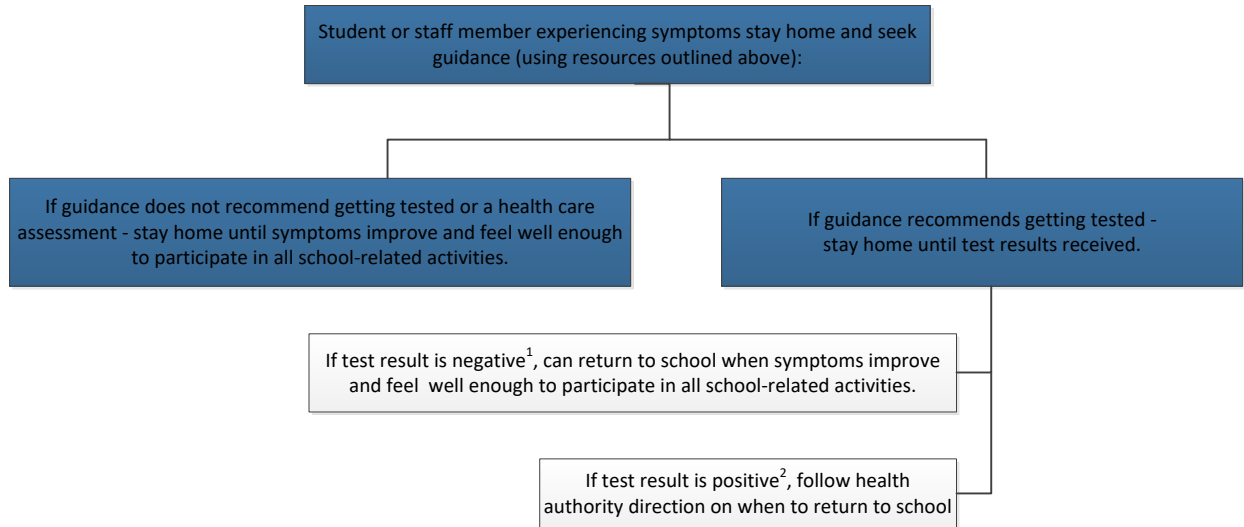 Student or staff member experiencing symptoms stay home and seek
guidance (using resources outlined above):
If guidance does not recommend getting tested or a health care
assessment - stay home until symptoms improve and feel well enough
to participate in all school-related activities.
If guidance recommends getting tested -
stay home until test results received.
If test result is negative¹, can return to school when symptoms improve
and feel  well enough to participate in all school-related activities.
If test result is positive², follow health
authority direction on when to return to school